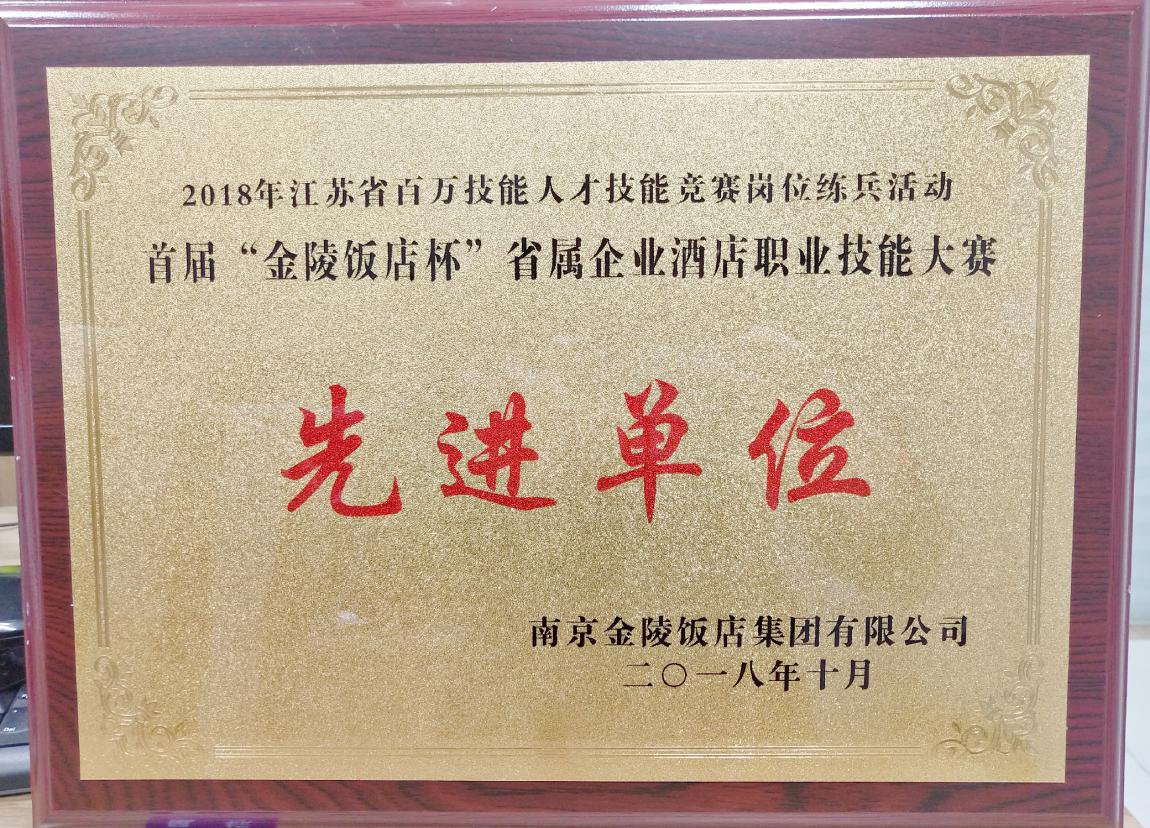 2018年江苏省百万技能人才技能竞赛岗位练兵活动
首届“金陵饭店杯”省属企业酒店职业技能大赛
先进单位
南京金陵饭店集团有限公司
二〇一八年十月